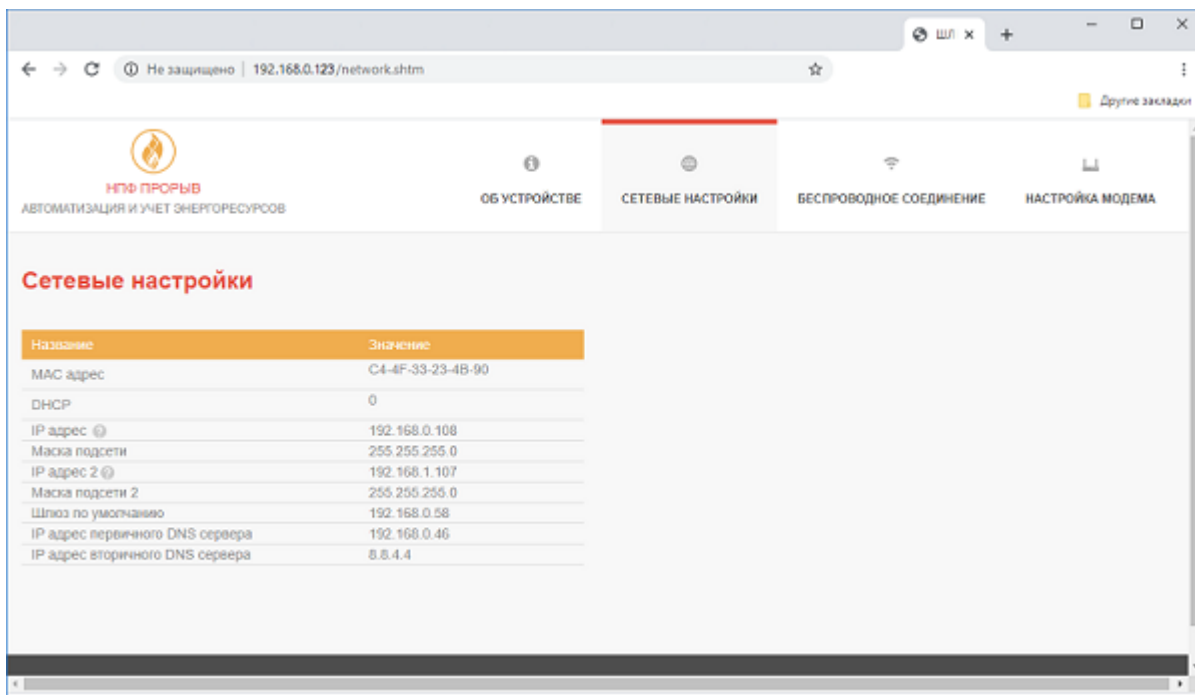 ШЛ
Не защищено | 192.168.0.123/network.shtm
Другие закладки
НПФ ПРОРЫВ
АВТОМАТИЗАЦИЯ И УЧЕТ ЭНЕРГОРЕСУРСОВ
ОБ УСТРОЙСТВЕ
СЕТЕВЫЕ НАСТРОЙКИ
БЕСПРОВОДНОЕ СОЕДИНЕНИЕ
НАСТРОЙКА МОДЕМА
Сетевые настройки
Название Значение
MAC адрес C4-4F-33-23-4B-90
DHCP 0
IP адрес 192.168.0.108
Маска подсети 255.255.255.0
IP адрес 2 192.168.1.107
Маска подсети 2 255.255.255.0
Шлюз по умолчанию 192.168.0.58
IP адрес первичного DNS сервера 192.168.0.46
IP адрес вторичного DNS сервера 8.8.4.4